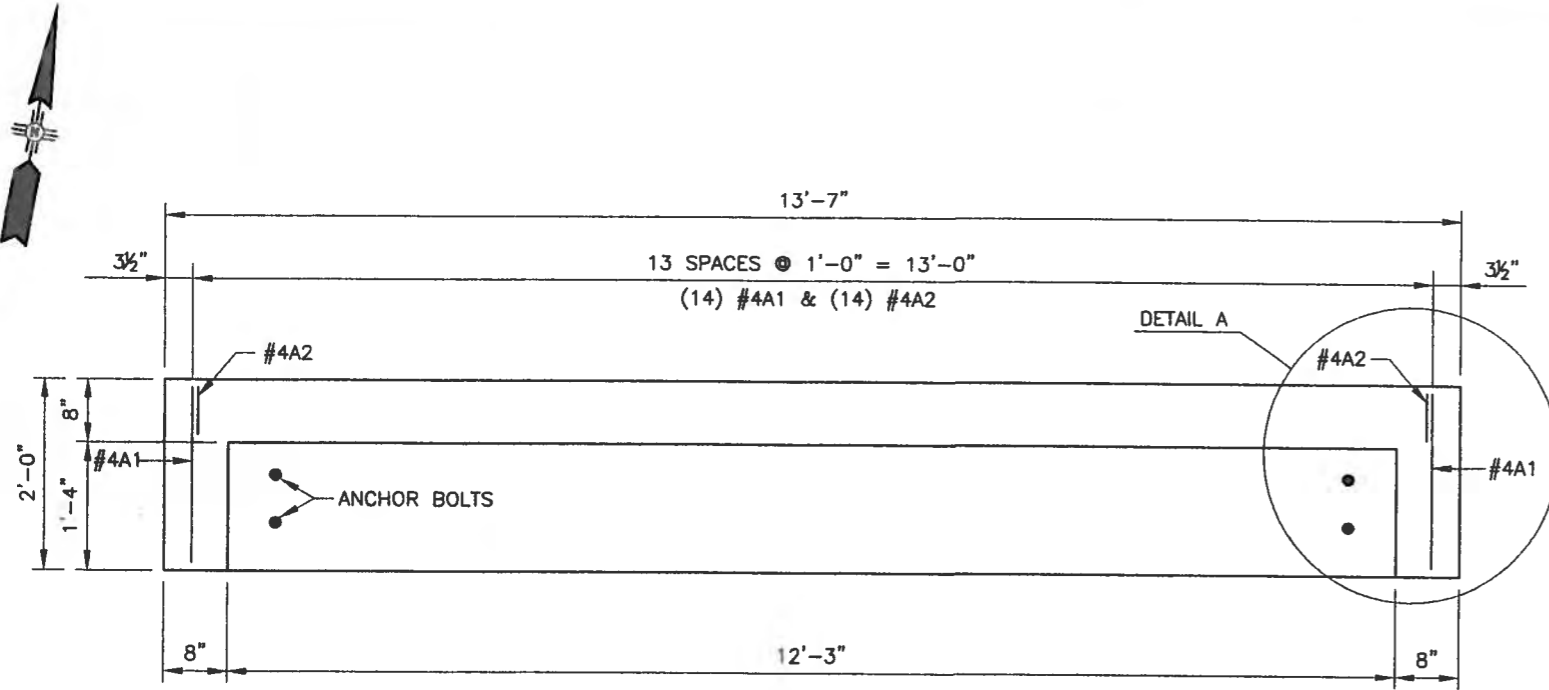 N
13'-7"
3½"
13 SPACES @ 1'-0" = 13'-0"
3½"
(14) #4A1 & (14) #4A2
DETAIL A
#4A2
#4A2
8"
2'-0"
#4A1
1'-4"
ANCHOR BOLTS
#4A1
8"
12'-3"
8"